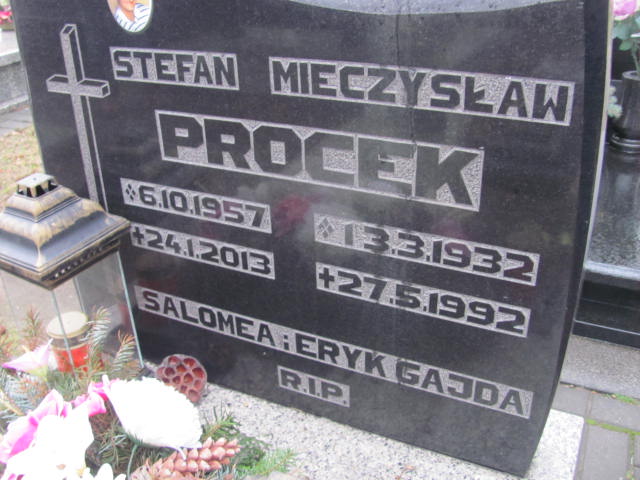 STEFAN MIECZYSŁAW
PROCEK
6.10.1957 13.3.1932
+24.1.2013 +27.5.1992
SALOMEA i ERYK GAJDA
R.I.P.